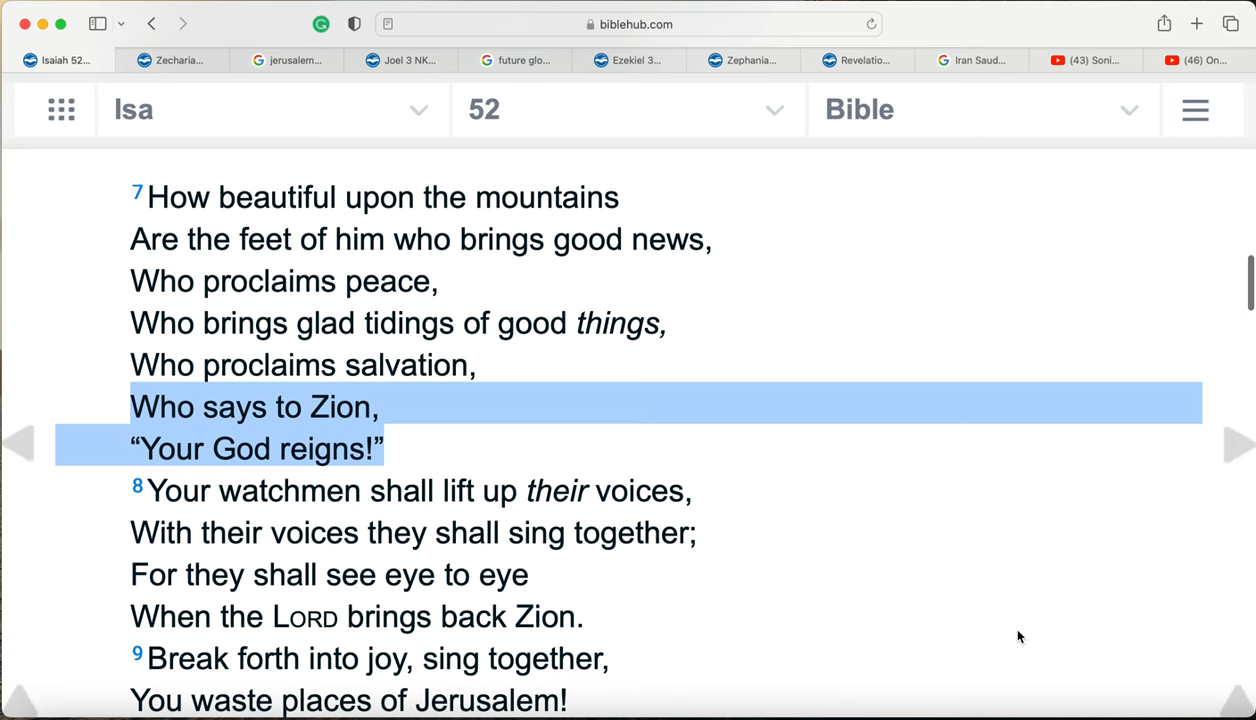 biblehub.com
Isaiah 52... Zecharia... jerusalem... Joel 3 NK... future glo... Ezekiel 3... Zephania... Revelatio... Iran Saud... (43) Soni... (46) On...
Isa 52 Bible
7 How beautiful upon the mountains
Are the feet of him who brings good news,
Who proclaims peace,
Who brings glad tidings of good things,
Who proclaims salvation,
Who says to Zion,
“Your God reigns!”
8 Your watchmen shall lift up their voices,
With their voices they shall sing together;
For they shall see eye to eye
When the LORD brings back Zion.
9 Break forth into joy, sing together,
You waste places of Jerusalem!